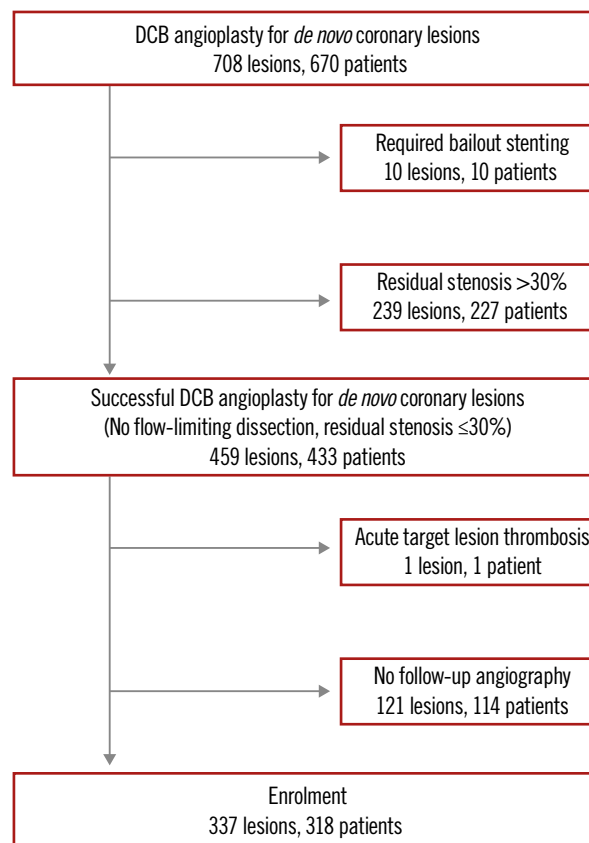 DCB angioplasty for de novo coronary lesions
708 lesions, 670 patients
Required bailout stenting
10 lesions, 10 patients
Residual stenosis >30%
239 lesions, 227 patients
Successful DCB angioplasty for de novo coronary lesions
(No flow-limiting dissection, residual stenosis ≤30%)
459 lesions, 433 patients
Acute target lesion thrombosis
1 lesion, 1 patient
No follow-up angiography
121 lesions, 114 patients
Enrolment
337 lesions, 318 patients